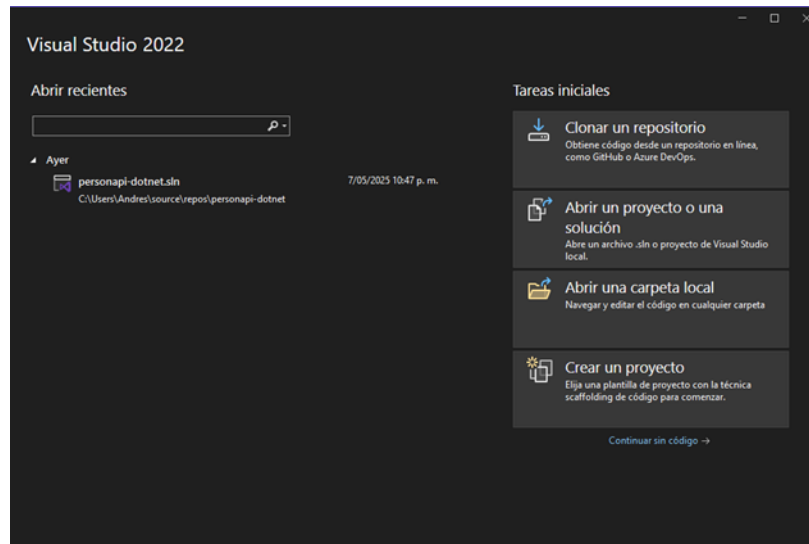 Visual Studio 2022
Abrir recientes
Ayer
personapi-dotnet.sln
7/05/2025 10:47 p. m.
C:\Users\Andres\source\repos\personapi-dotnet
Tareas iniciales
Clonar un repositorio
Obtiene código desde un repositorio en línea,
como GitHub o Azure DevOps.
Abrir un proyecto o una
solución
Abre un archivo .sln o proyecto de Visual Studio
local.
Abrir una carpeta local
Navegar y editar el código en cualquier carpeta
Crear un proyecto
Elija una plantilla de proyecto con la técnica
scaffolding de código para comenzar.
Continuar sin código →